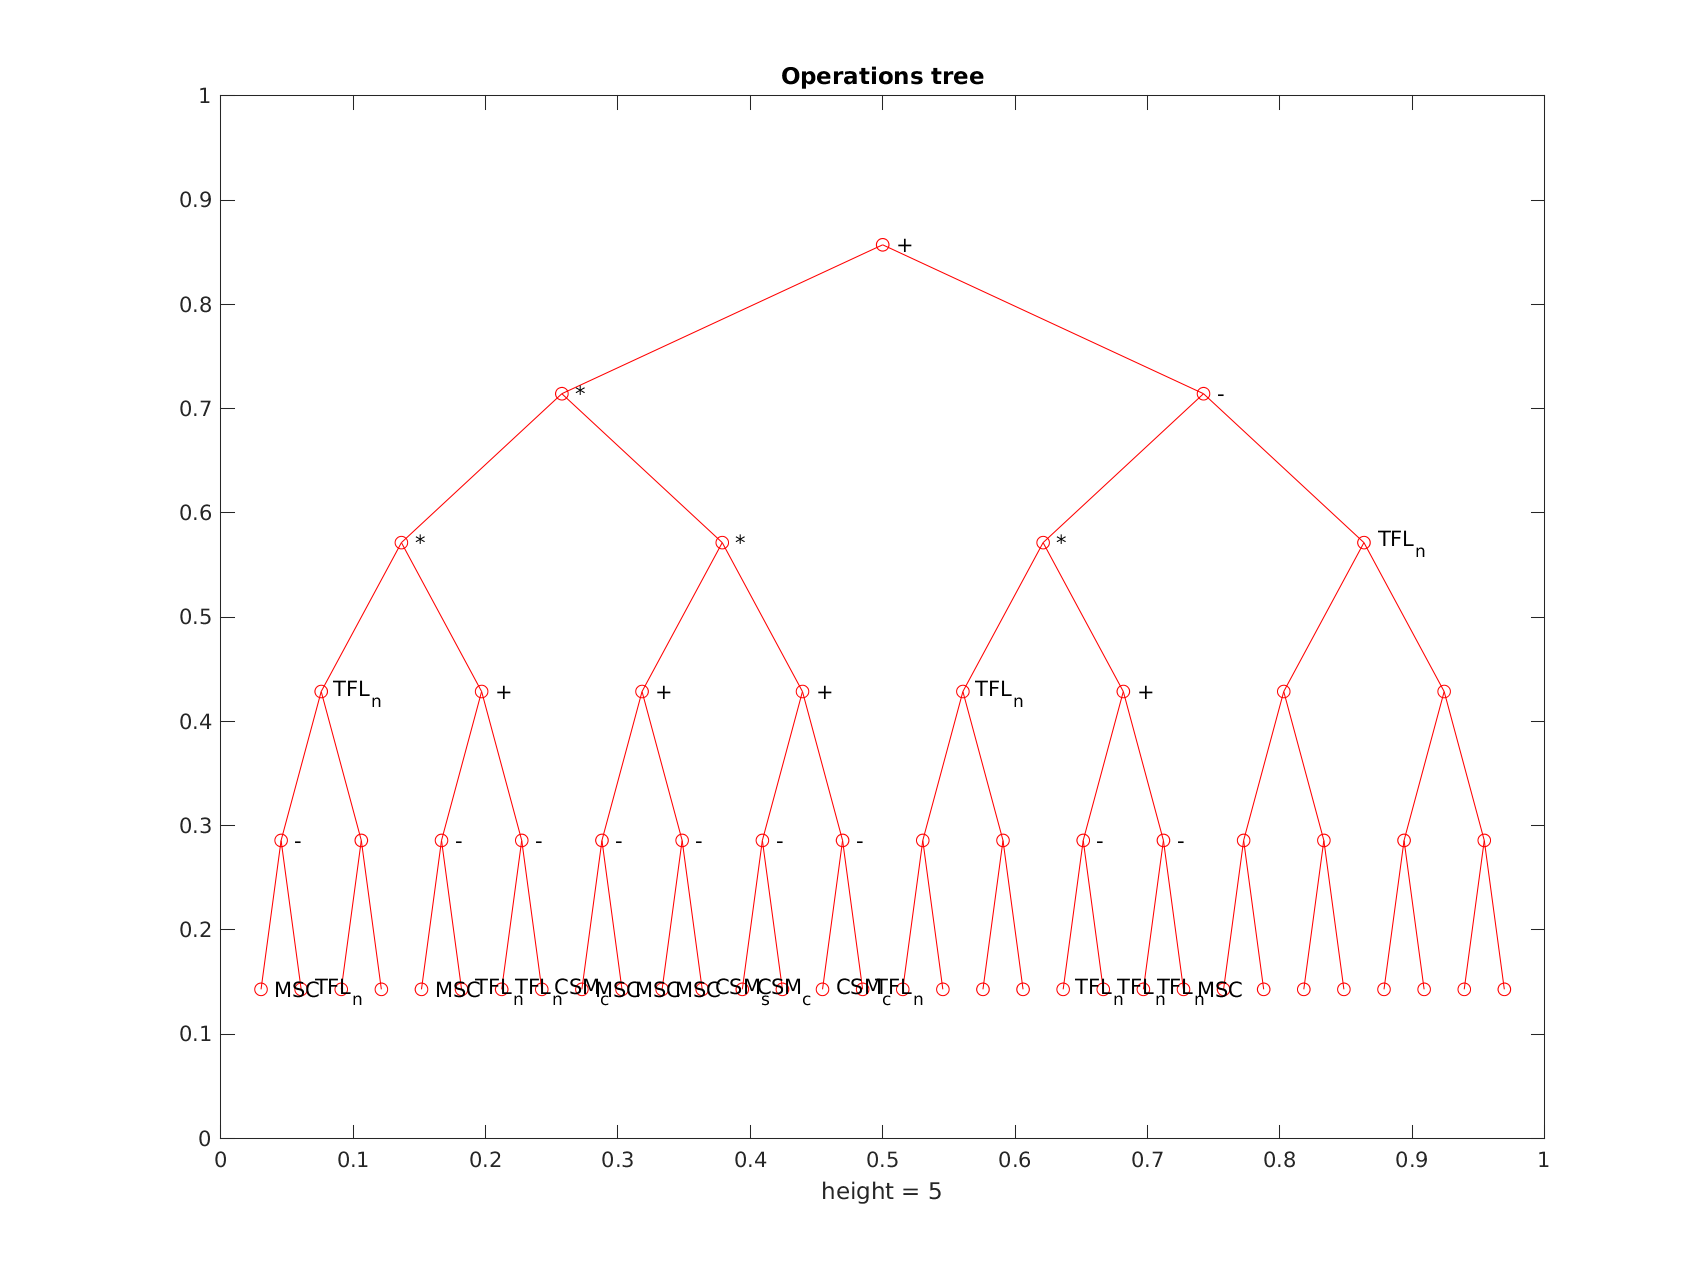 Operations tree
1
0.9
+
0.8
* -
0.7
0.6
* * * TFLn
0.5
TFLn + + + TFLn +
0.4
0.3
- - - - - - - - -
0.2
MSC TFLn MSC TFLn TFLn CSMc MSC MSC MSC CSMs CSMc CSMc TFLn TFLn TFLn TFLn MSC
0.1
0
0 0.1 0.2 0.3 0.4 0.5 0.6 0.7 0.8 0.9 1
height = 5